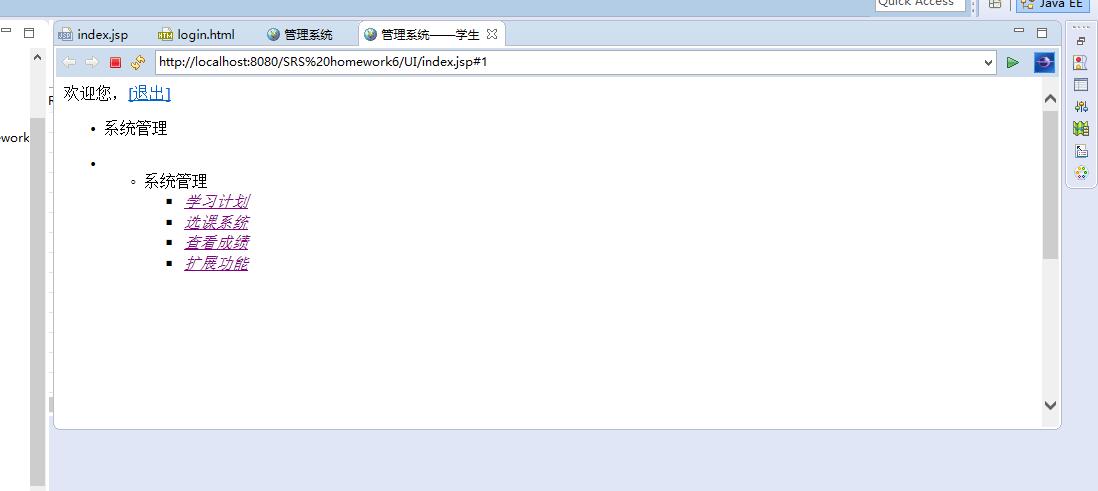 Quick Access
Java EE
index.jsp
login.html
管理系统
管理系统——学生
http://localhost:8080/SRS%20homework6/UI/index.jsp#1
欢迎您，[退出]
系统管理
ework
系统管理
学习计划
选课系统
查看成绩
扩展功能